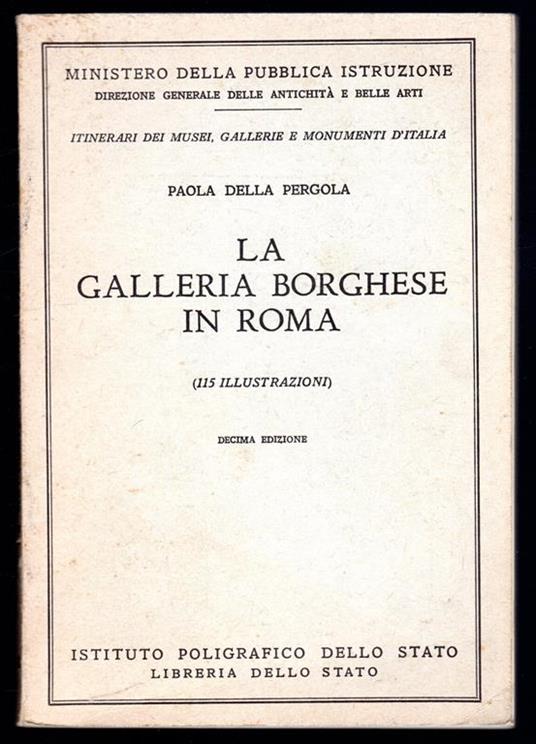 MINISTERO DELLA PUBBLICA ISTRUZIONE
DIREZIONE GENERALE DELLE ANTICHITÀ E BELLE ARTI
ITINERARI DEI MUSEI, GALLERIE E MONUMENTI D'ITALIA
PAOLA DELLA PERGOLA
LA
GALLERIA BORGHESE
IN ROMA
(115 ILLUSTRAZIONI)
DECIMA EDIZIONE
ISTITUTO POLIGRAFICO DELLO STATO
LIBRERIA DELLO STATO